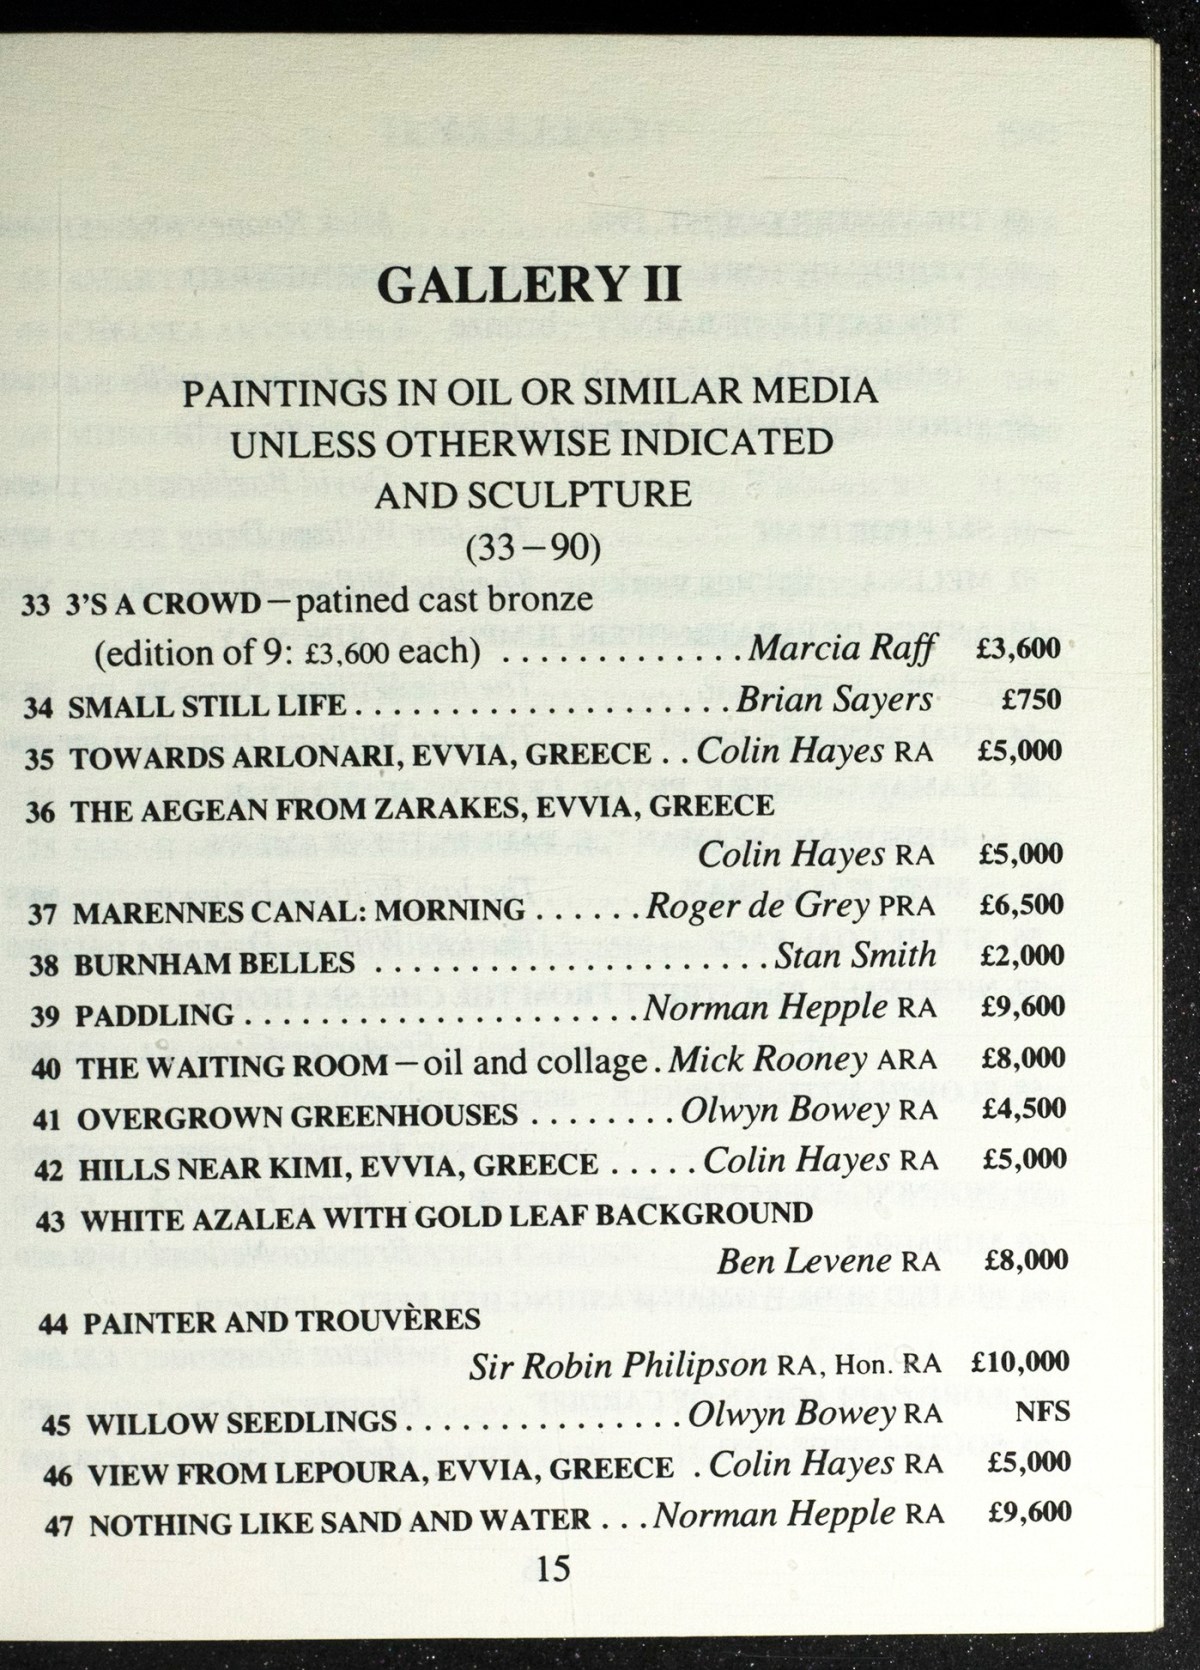 GALLERY II
PAINTINGS IN OIL OR SIMILAR MEDIA
UNLESS OTHERWISE INDICATED
AND SCULPTURE
(33–90)
33 3'S A CROWD – patined cast bronze
(edition of 9: £3,600 each) ............. Marcia Raff £3,600
34 SMALL STILL LIFE ...................... Brian Sayers £750
35 TOWARDS ARLONARI, EVVIA, GREECE .. Colin Hayes RA £5,000
36 THE AEGEAN FROM ZARAKES, EVVIA, GREECE
Colin Hayes RA £5,000
37 MARENNES CANAL: MORNING ...... Roger de Grey PRA £6,500
38 BURNHAM BELLES ..................... Stan Smith £2,000
39 PADDLING ..................... Norman Hepple RA £9,600
40 THE WAITING ROOM – oil and collage . Mick Rooney ARA £8,000
41 OVERGROWN GREENHOUSES ........ Olwyn Bowey RA £4,500
42 HILLS NEAR KIMI, EVVIA, GREECE ..... Colin Hayes RA £5,000
43 WHITE AZALEA WITH GOLD LEAF BACKGROUND
Ben Levene RA £8,000
44 PAINTER AND TROUVÈRES
Sir Robin Philipson RA, Hon. RA £10,000
45 WILLOW SEEDLINGS ............... Olwyn Bowey RA NFS
46 VIEW FROM LEPOURA, EVVIA, GREECE . Colin Hayes RA £5,000
47 NOTHING LIKE SAND AND WATER ... Norman Hepple RA £9,600
15